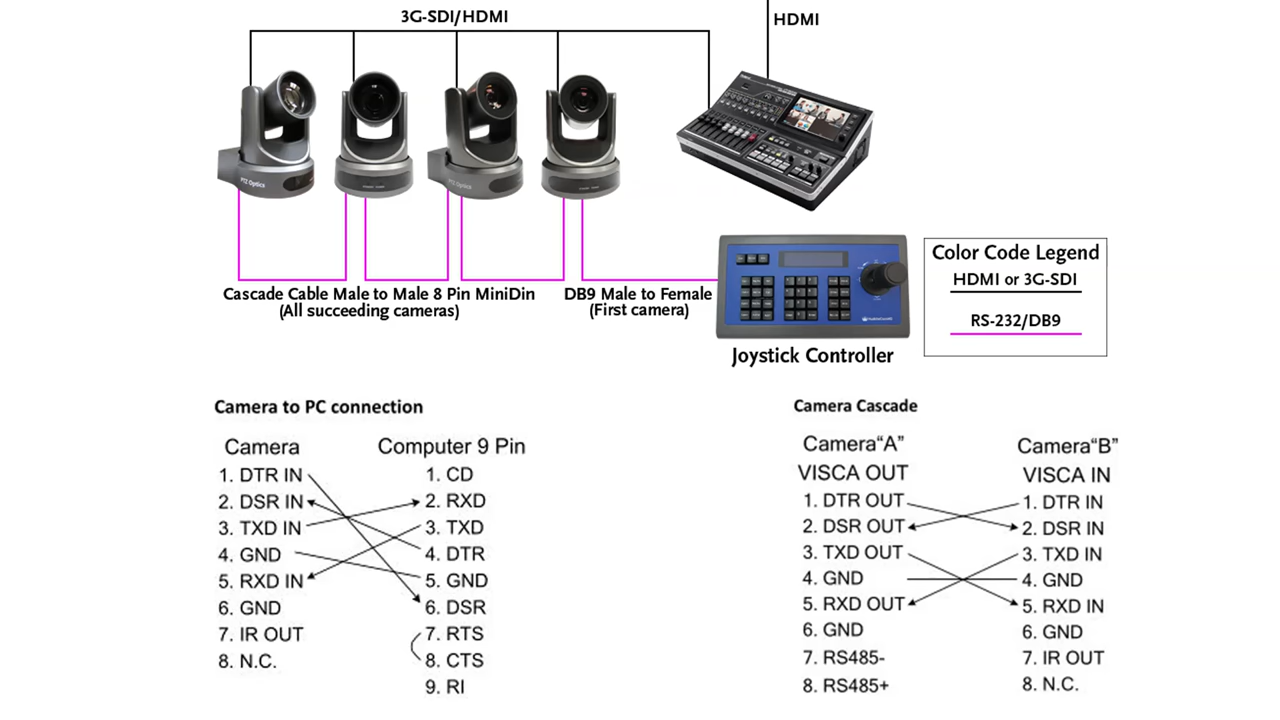 3G-SDI/HDMI
HDMI
PTZ Optics
PTZ Optics
Cascade Cable Male to Male 8 Pin MiniDin
(All succeeding cameras)
DB9 Male to Female
(First camera)
Joystick Controller
Color Code Legend
HDMI or 3G-SDI
RS-232/DB9
Camera to PC connection
Camera
Computer 9 Pin
1. DTR IN
1. CD
2. DSR IN
2. RXD
3. TXD IN
3. TXD
4. GND
4. DTR
5. RXD IN
5. GND
6. GND
6. DSR
7. IR OUT
7. RTS
8. N.C.
8. CTS
9. RI
Camera Cascade
Camera“A”
Camera“B”
VISCA OUT
VISCA IN
1. DTR OUT
1. DTR IN
2. DSR OUT
2. DSR IN
3. TXD OUT
3. TXD IN
4. GND
4. GND
5. RXD OUT
5. RXD IN
6. GND
6. GND
7. RS485-
7. IR OUT
8. RS485+
8. N.C.